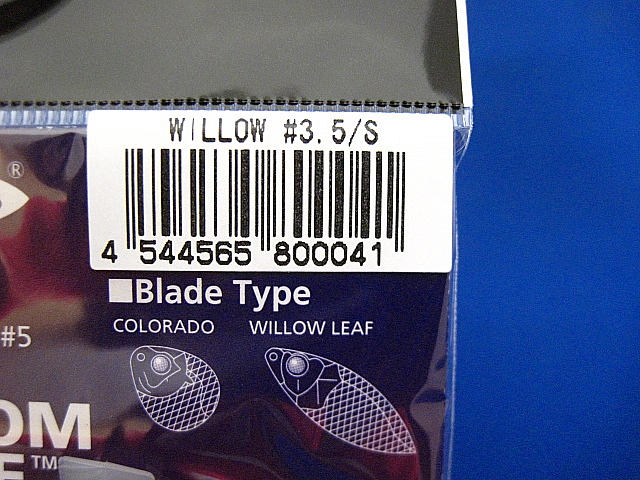 WILLOW #3.5/S
4 544565 800041
®
■Blade Type
COLORADO WILLOW LEAF
#5
OM
E™